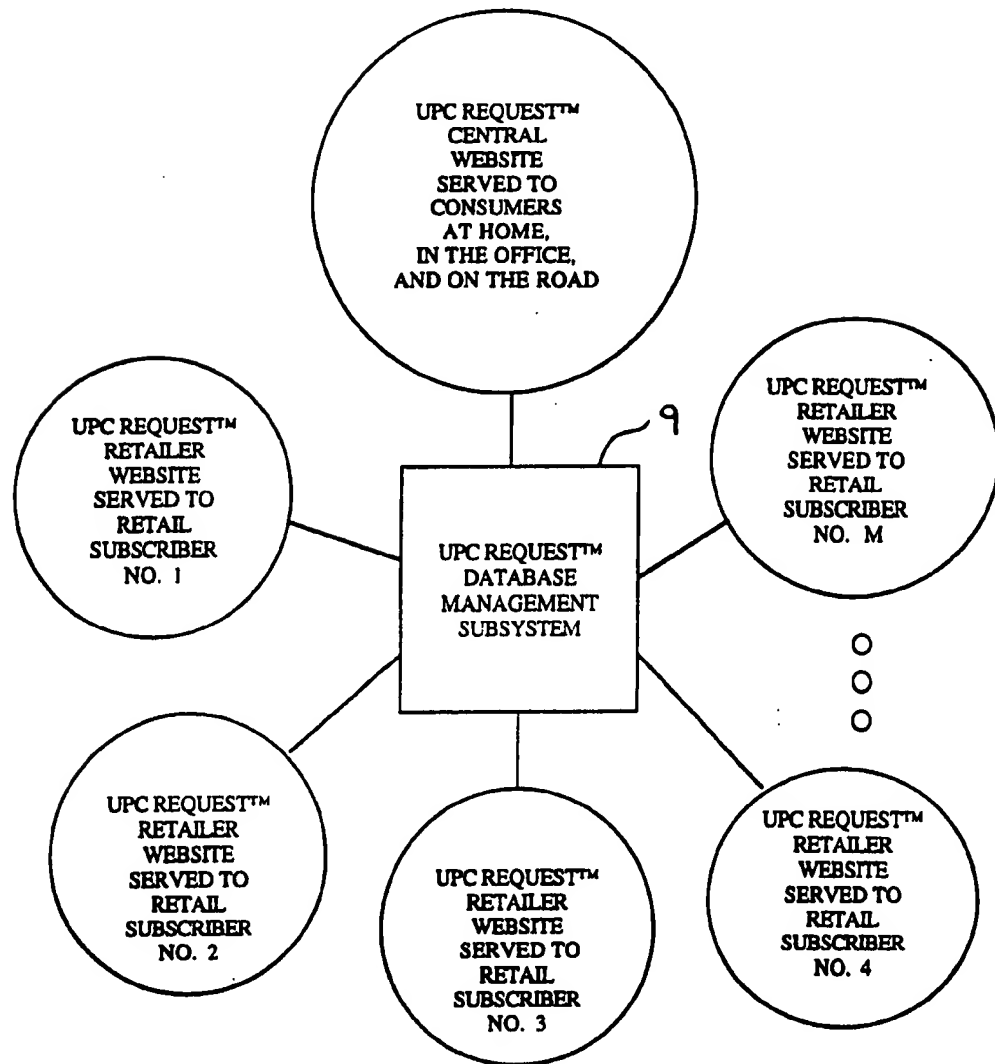 UPC REQUEST™
CENTRAL
WEBSITE
SERVED TO
CONSUMERS
AT HOME,
IN THE OFFICE,
AND ON THE ROAD
UPC REQUEST™
RETAILER
WEBSITE
SERVED TO
RETAIL
SUBSCRIBER
NO. 1
9
UPC REQUEST™
DATABASE
MANAGEMENT
SUBSYSTEM
UPC REQUEST™
RETAILER
WEBSITE
SERVED TO
RETAIL
SUBSCRIBER
NO. M
UPC REQUEST™
RETAILER
WEBSITE
SERVED TO
RETAIL
SUBSCRIBER
NO. 2
UPC REQUEST™
RETAILER
WEBSITE
SERVED TO
RETAIL
SUBSCRIBER
NO. 3
UPC REQUEST™
RETAILER
WEBSITE
SERVED TO
RETAIL
SUBSCRIBER
NO. 4